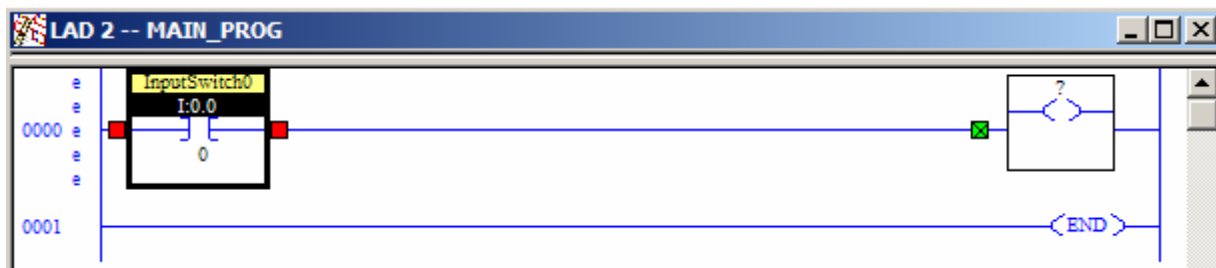 LAD 2 -- MAIN_PROG
e
InputSwitch0
?
e
I:0.0
0000 e
e
0
e
0001
END